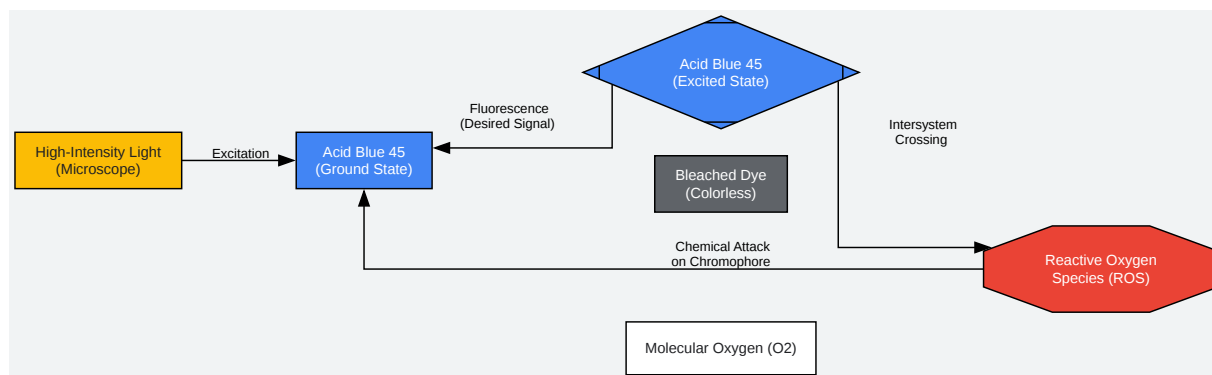 Acid Blue 45
(Excited State)
Fluorescence
(Desired Signal)
Intersystem
Crossing
High-Intensity Light
(Microscope)
Excitation
Acid Blue 45
(Ground State)
Bleached Dye
(Colorless)
Chemical Attack
on Chromophore
Reactive Oxygen
Species (ROS)
Molecular Oxygen (O2)